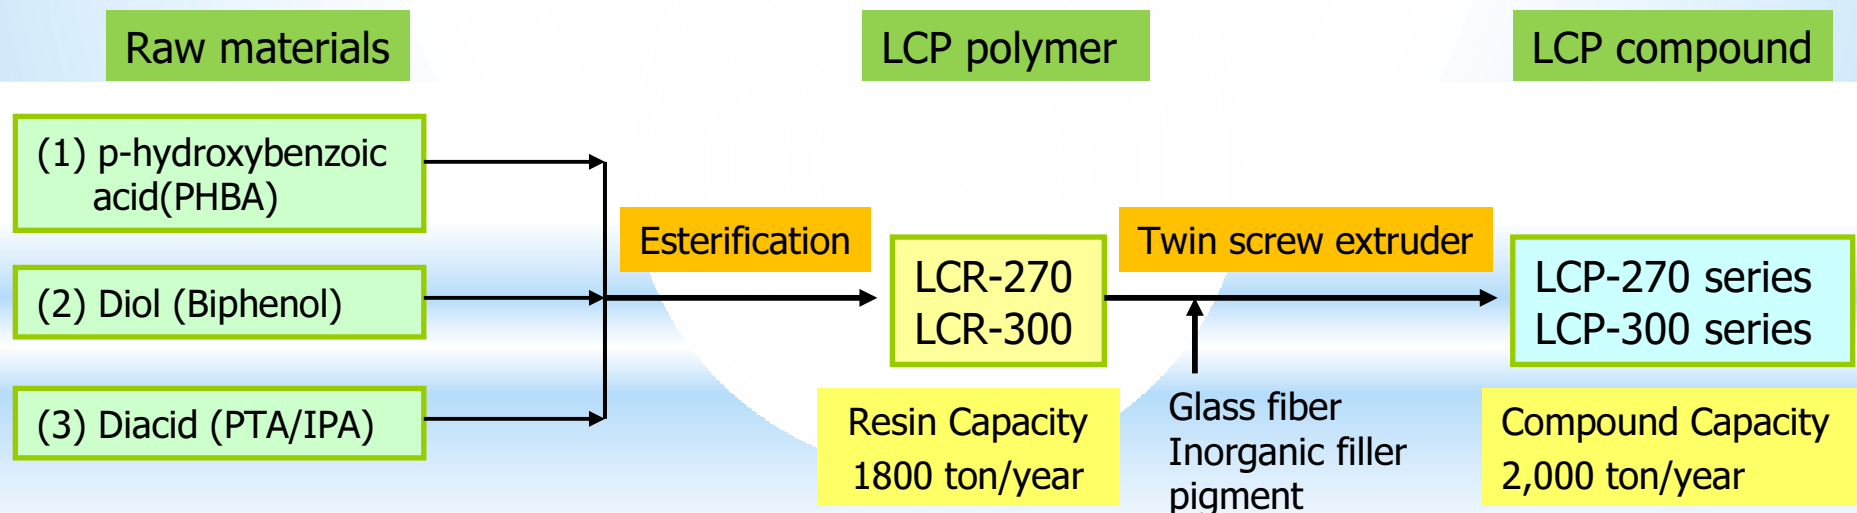 Raw materials
LCP polymer
LCP compound
(1) p-hydroxybenzoic
acid(PHBA)
(2) Diol (Biphenol)
(3) Diacid (PTA/IPA)
Esterification
LCR-270
LCR-300
Resin Capacity
1800 ton/year
Twin screw extruder
Glass fiber
Inorganic filler
pigment
LCP-270 series
LCP-300 series
Compound Capacity
2,000 ton/year